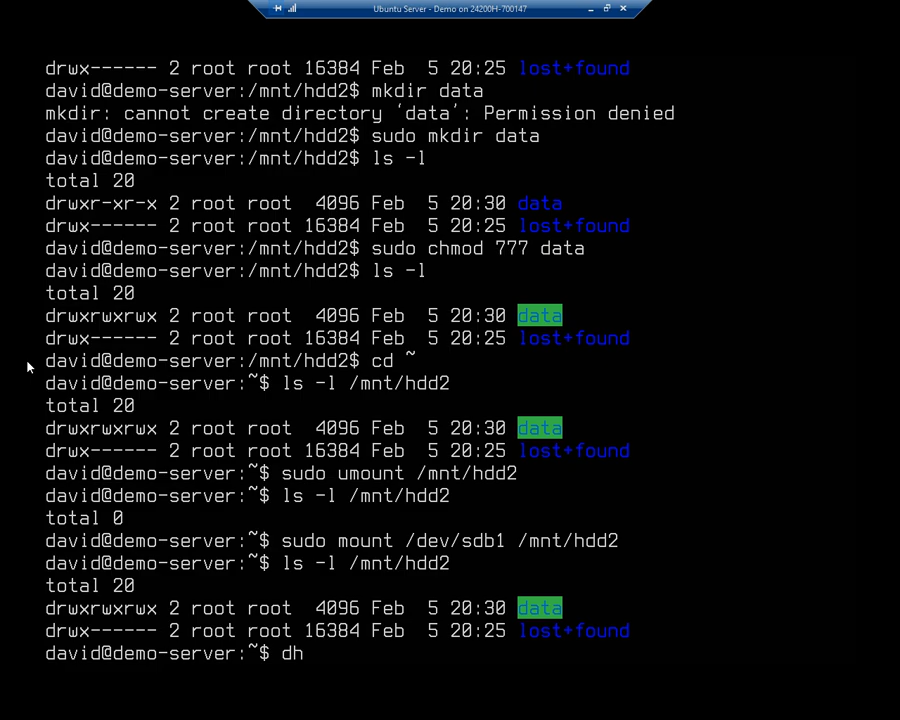 Ubuntu Server - Demo on 24200H-700147
drwx------ 2 root root 16384 Feb  5 20:25 lost+found
david@demo-server:/mnt/hdd2$ mkdir data
mkdir: cannot create directory ‘data’: Permission denied
david@demo-server:/mnt/hdd2$ sudo mkdir data
david@demo-server:/mnt/hdd2$ ls -l
total 20
drwxr-xr-x 2 root root  4096 Feb  5 20:30 data
drwx------ 2 root root 16384 Feb  5 20:25 lost+found
david@demo-server:/mnt/hdd2$ sudo chmod 777 data
david@demo-server:/mnt/hdd2$ ls -l
total 20
drwxrwxrwx 2 root root  4096 Feb  5 20:30 data
drwx------ 2 root root 16384 Feb  5 20:25 lost+found
david@demo-server:/mnt/hdd2$ cd ~
david@demo-server:~$ ls -l /mnt/hdd2
total 20
drwxrwxrwx 2 root root  4096 Feb  5 20:30 data
drwx------ 2 root root 16384 Feb  5 20:25 lost+found
david@demo-server:~$ sudo umount /mnt/hdd2
david@demo-server:~$ ls -l /mnt/hdd2
total 0
david@demo-server:~$ sudo mount /dev/sdb1 /mnt/hdd2
david@demo-server:~$ ls -l /mnt/hdd2
total 20
drwxrwxrwx 2 root root  4096 Feb  5 20:30 data
drwx------ 2 root root 16384 Feb  5 20:25 lost+found
david@demo-server:~$ dh